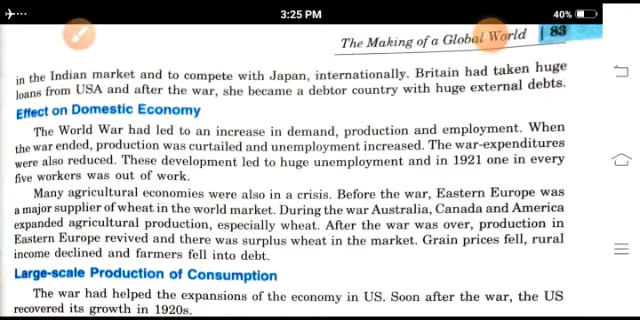 3:25 PM
40%
The Making of a Global World 83
in the Indian market and to compete with Japan, internationally. Britain had taken huge
loans from USA and after the war, she became a debtor country with huge external debts.
Effect on Domestic Economy
The World War had led to an increase in demand, production and employment. When
the war ended, production was curtailed and unemployment increased. The war-expenditures
were also reduced. These development led to huge unemployment and in 1921 one in every
five workers was out of work.
Many agricultural economies were also in a crisis. Before the war, Eastern Europe was
a major supplier of wheat in the world market. During the war Australia, Canada and America
expanded agricultural production, especially wheat. After the war was over, production in
Eastern Europe revived and there was surplus wheat in the market. Grain prices fell, rural
income declined and farmers fell into debt.
Large-scale Production of Consumption
The war had helped the expansions of the economy in US. Soon after the war, the US
recovered its growth in 1920s.